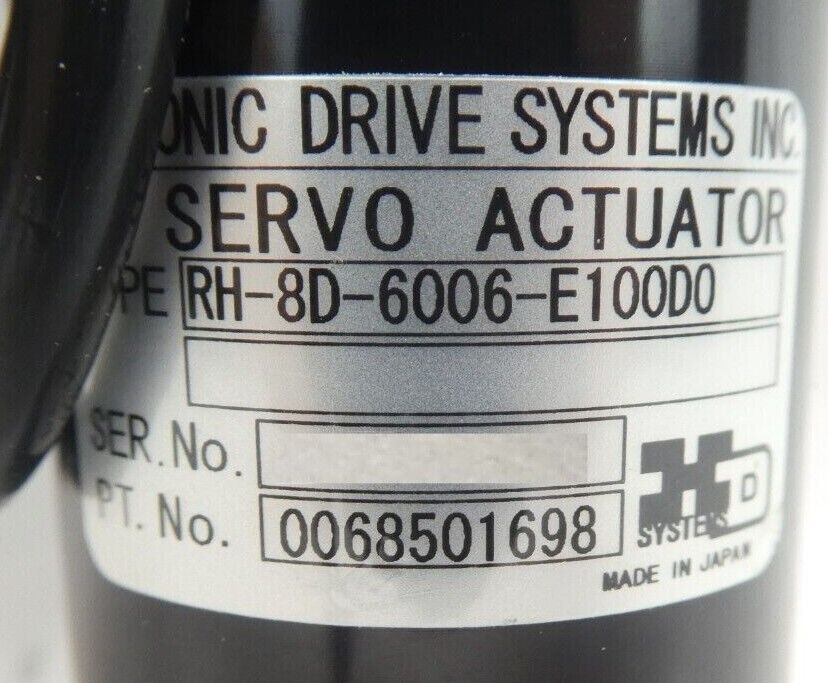 ONIC DRIVE SYSTEMS INC.
SERVO ACTUATOR
PE RH-8D-6006-E100D0
SER.No.
PT. No. 0068501698
HD
SYSTEMS
MADE IN JAPAN